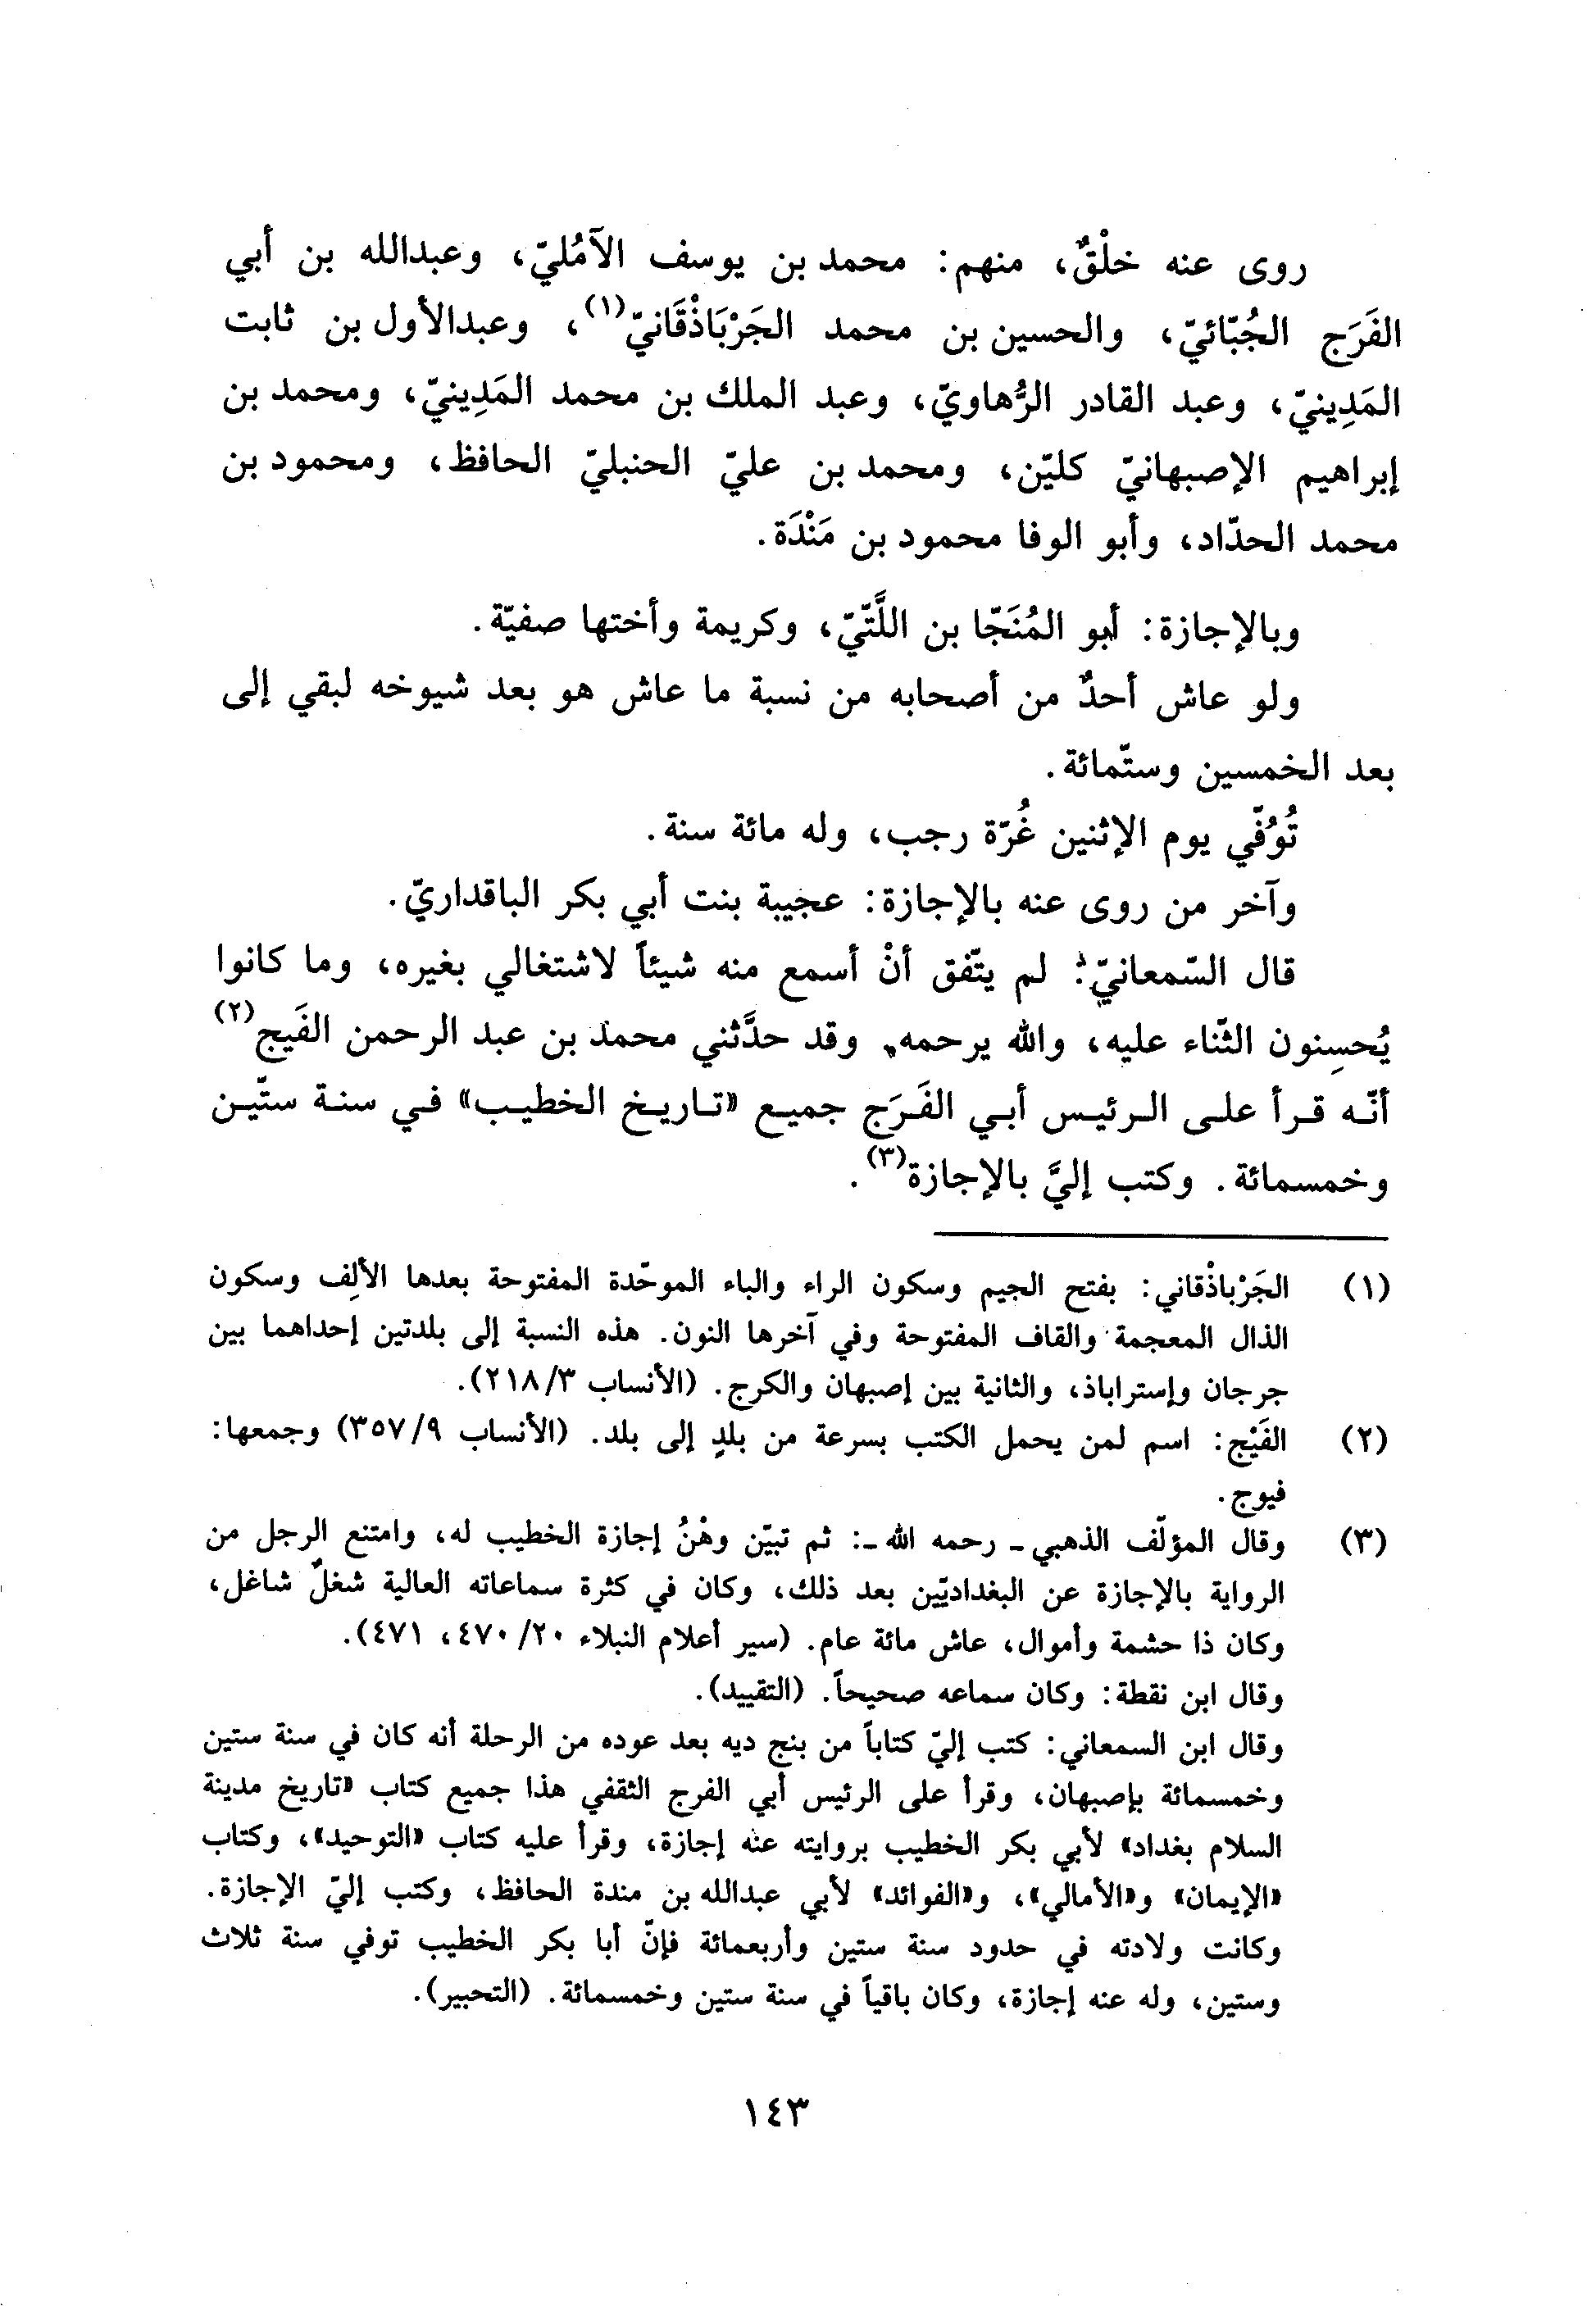 روى عنه خلْقٌ، منهم: محمد بن يوسف الآمُليّ، وعبدالله بن أبي
الفَرَج الجُبّائيّ، والحسين بن محمد الجَرْبَاذْقَانيّ(١)، وعبدالأول بن ثابت
المَدِينيّ، وعبد القادر الرُّهاويّ، وعبد الملك بن محمد المَدِينيّ، ومحمد بن
إبراهيم الإصبهانيّ كليّن، ومحمد بن عليّ الحنبليّ الحافظ، ومحمود بن
محمد الحدّاد، وأبو الوفا محمود بن مَنْدَة.
وبالإجازة: أبو المُنَجّا بن اللَّتّيّ، وكريمة وأختها صفيّة.
ولو عاش أحدٌ من أصحابه من نسبة ما عاش هو بعد شيوخه لبقي إلى
بعد الخمسين وستّمائة.
تُوُفّي يوم الإثنين غُرّة رجب، وله مائة سنة.
وآخر من روى عنه بالإجازة: عجيبة بنت أبي بكر الباقداريّ.
قال السّمعانيّ: لم يتّفق أنْ أسمع منه شيئاً لاشتغالي بغيره، وما كانوا
يُحسِنون الثّناء عليه، والله يرحمه. وقد حدَّثني محمد بن عبد الرحمن الفَيج(٢)
أنّه قرأ على الرئيس أبي الفَرَج جميع «تاريخ الخطيب» في سنة ستّين
وخمسمائة. وكتب إليَّ بالإجازة(٣).
(١) الجَرْباذْقاني: بفتح الجيم وسكون الراء والباء الموحّدة المفتوحة بعدها الألِف وسكون
الذال المعجمة والقاف المفتوحة وفي آخرها النون. هذه النسبة إلى بلدتين إحداهما بين
جرجان وإستراباذ، والثانية بين إصبهان والكرج. (الأنساب ٢١٨/٣).
(٢) الفَيْج: اسم لمن يحمل الكتب بسرعة من بلدٍ إلى بلد. (الأنساب ٣٥٧/٩) وجمعها:
فيوج.
(٣) وقال المؤلّف الذهبي ـ رحمه الله ـ: ثم تبيّن وهْنُ إجازة الخطيب له، وامتنع الرجل من
الرواية بالإجازة عن البغداديّين بعد ذلك، وكان في كثرة سماعاته العالية شغلٌ شاغل،
وكان ذا حشمة وأموال، عاش مائة عام. (سير أعلام النبلاء ٤٧٠/٢٠، ٤٧١).
وقال ابن نقطة: وكان سماعه صحيحاً. (التقييد).
وقال ابن السمعاني: كتب إليّ كتاباً من بنج ديه بعد عوده من الرحلة أنه كان في سنة ستين
وخمسمائة بإصبهان، وقرأ على الرئيس أبي الفرج الثقفي هذا جميع كتاب «تاريخ مدينة
السلام بغداد» لأبي بكر الخطيب بروايته عنه إجازة، وقرأ عليه كتاب «التوحيد»، وكتاب
«الإيمان» و«الأمالي»، و«الفوائد» لأبي عبدالله بن مندة الحافظ، وكتب إليّ الإجازة.
وكانت ولادته في حدود سنة ستين وأربعمائة فإنّ أبا بكر الخطيب توفي سنة ثلاث
وستين، وله عنه إجازة، وكان باقياً في سنة ستين وخمسمائة. (التحبير).
١٤٣